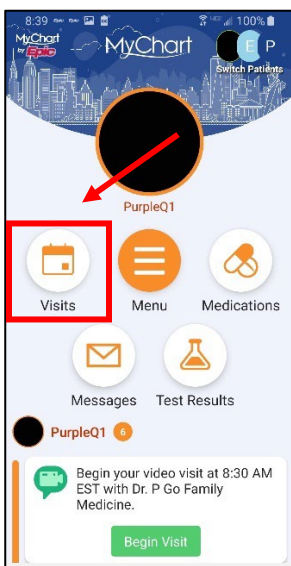 8:39 100%
MyChart
by Epic
MyChart
E P
Switch Patients
PurpleQ1
Visits Menu Medications
Messages Test Results
PurpleQ1 6
Begin your video visit at 8:30 AM
EST with Dr. P Go Family
Medicine.
Begin Visit